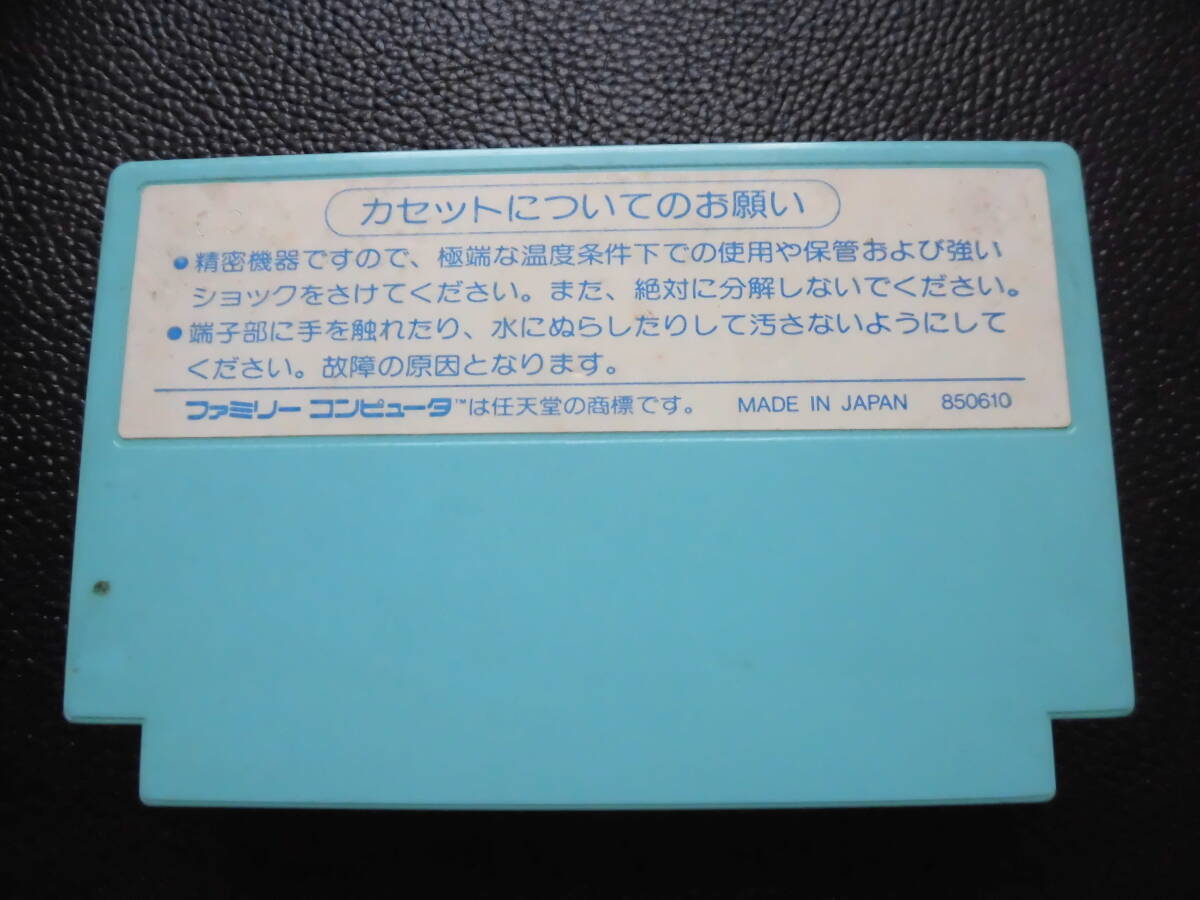 カセットについてのお願い
●精密機器ですので、極端な温度条件下での使用や保管および強い
ショックをさけてください。また、絶対に分解しないでください。
●端子部に手を触れたり、水にぬらしたりして汚さないようにして
ください。故障の原因となります。
ファミリー コンピュータ™は任天堂の商標です。 MADE IN JAPAN 850610